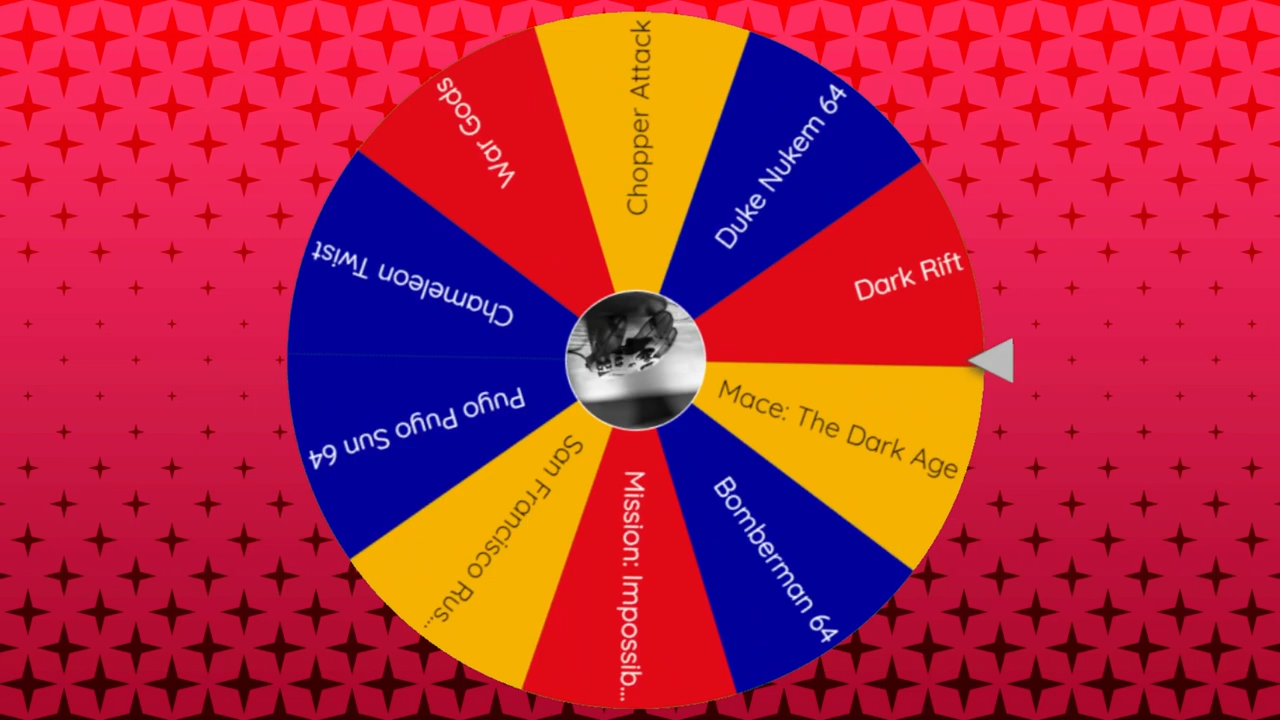 Chopper Attack
Duke Nukem 64
Dark Rift
Mace: The Dark Age
Bomberman 64
Mission: Impossib...
San Francisco Rus...
Puyo Puyo Sun 64
Chameleon Twist
War Gods